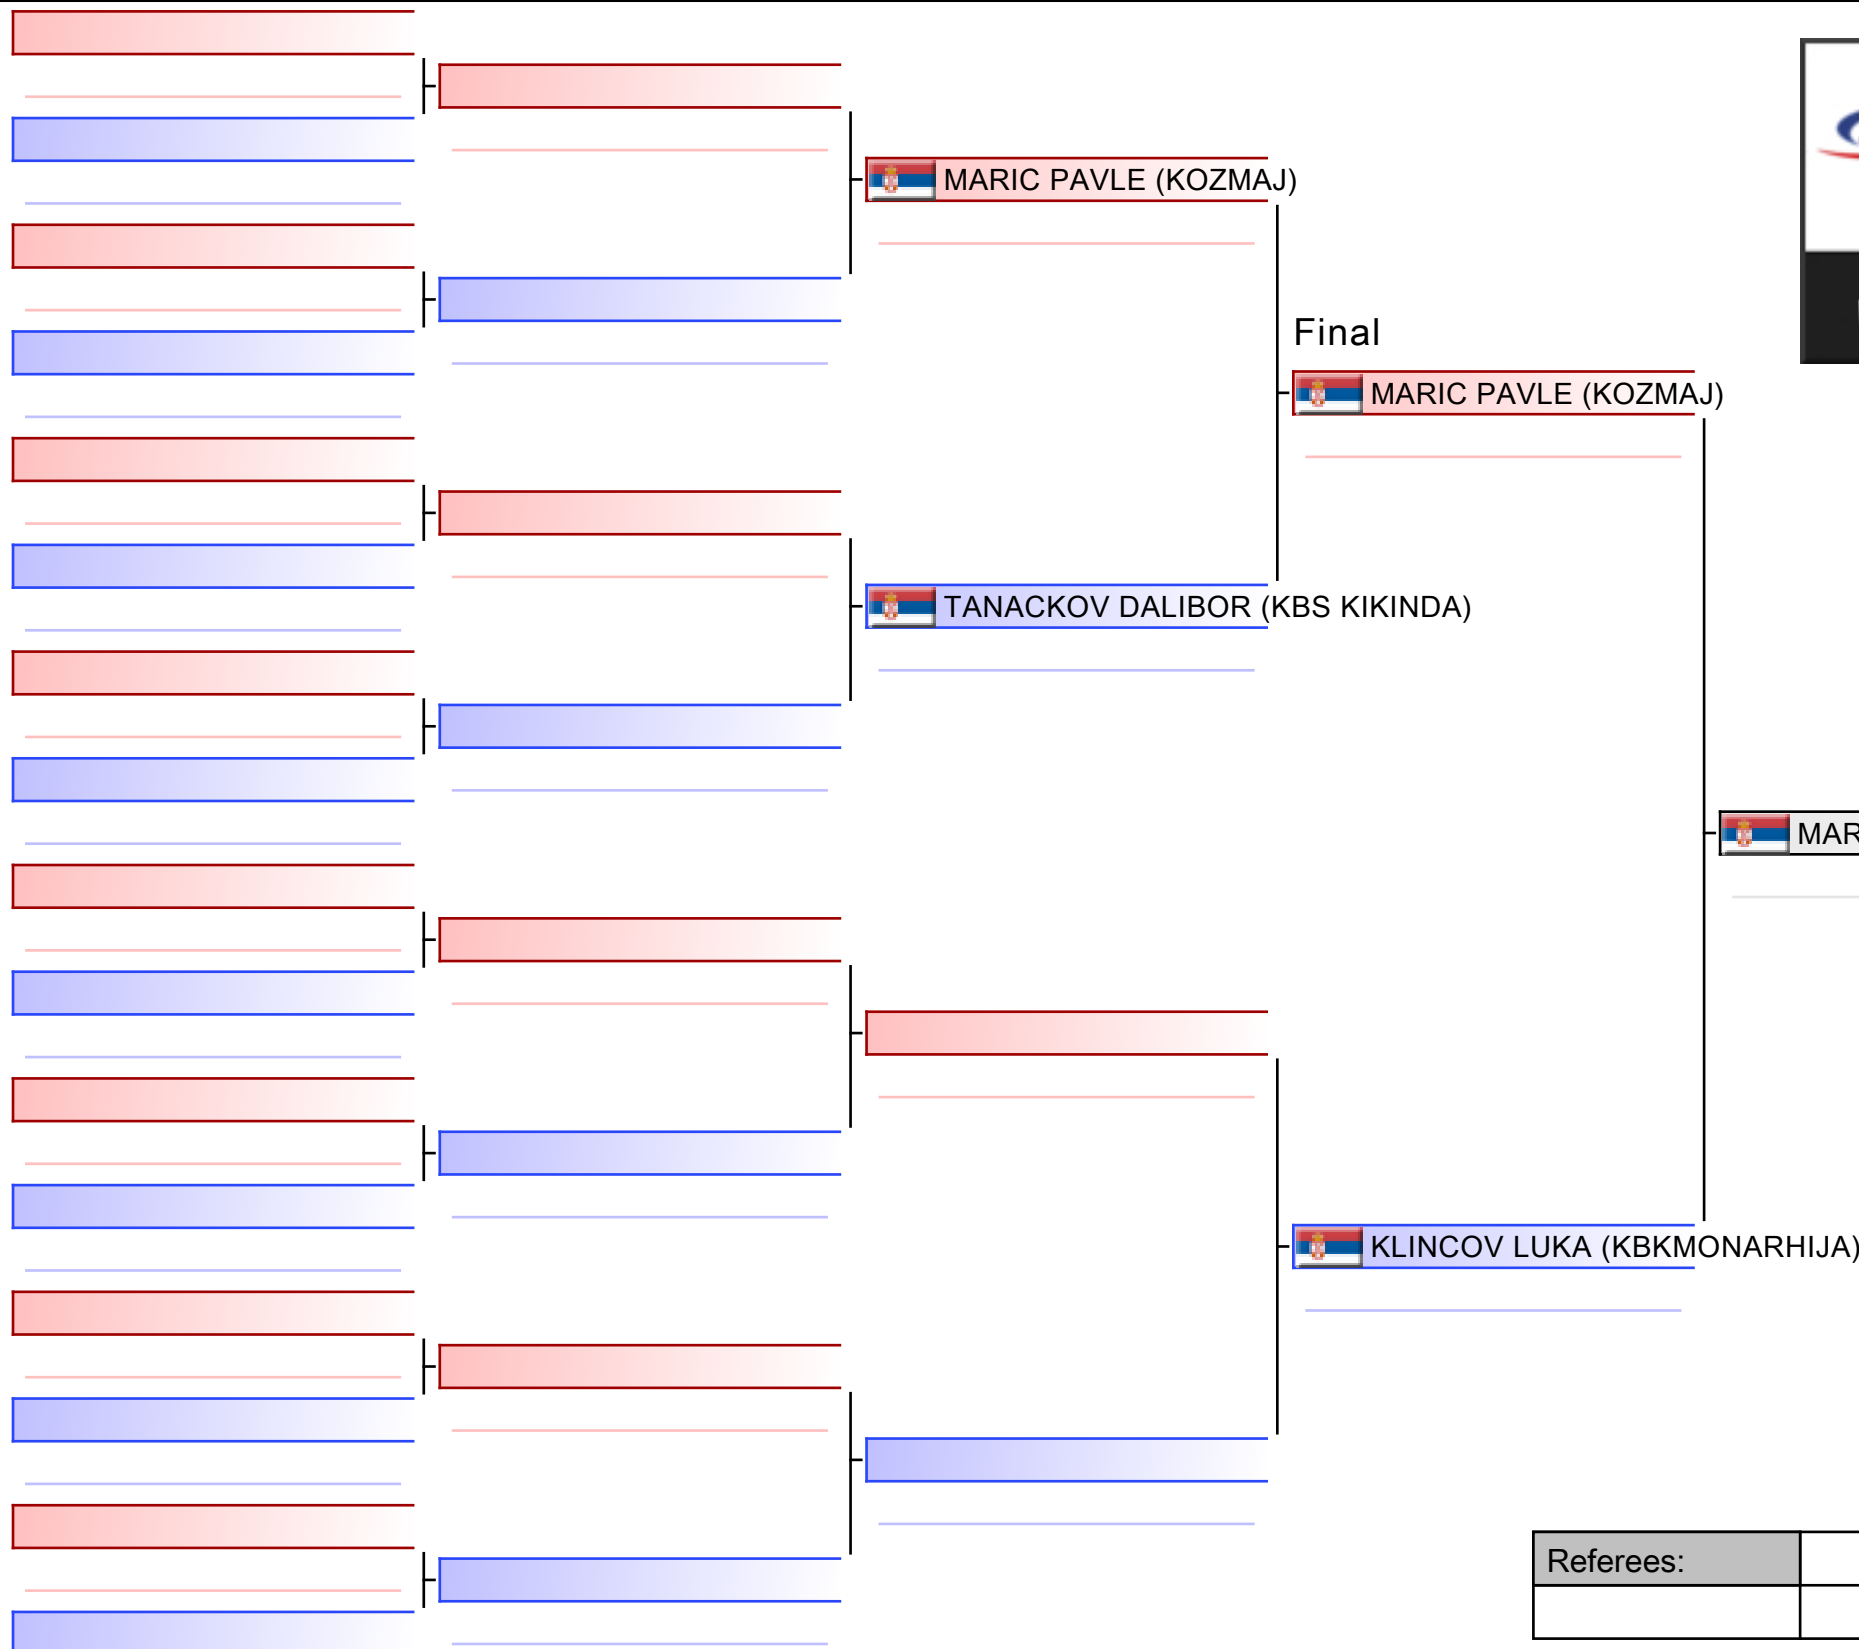 MARIC PAVLE (KOZMAJ)
Final
MARIC PAVLE (KOZMAJ)
TANACKOV DALIBOR (KBS KIKINDA)
MAR
KLINCOV LUKA (KBKMONARHIJA)
Referees: